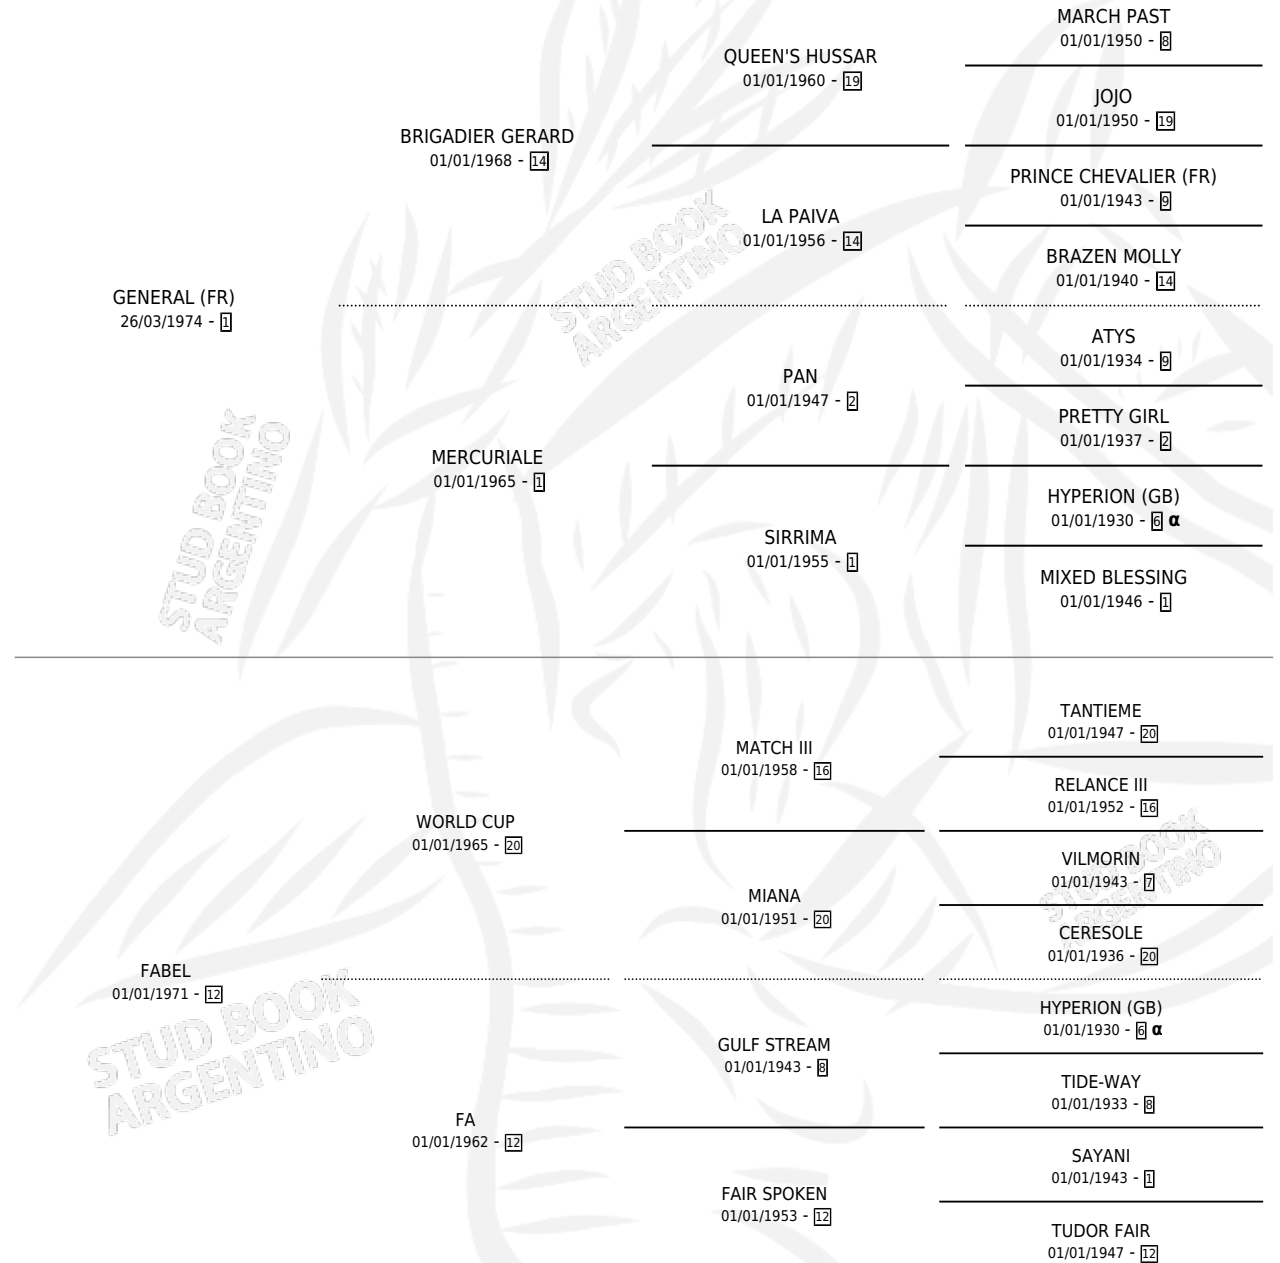 MARCH PAST
01/01/1950 - 8
QUEEN'S HUSSAR
01/01/1960 - 19
JOJO
01/01/1950 - 19
BRIGADIER GERARD
01/01/1968 - 14
PRINCE CHEVALIER (FR)
01/01/1943 - 9
LA PAIVA
01/01/1956 - 14
BRAZEN MOLLY
01/01/1940 - 14
GENERAL (FR)
26/03/1974 - 1
ATYS
01/01/1934 - 9
PAN
01/01/1947 - 2
PRETTY GIRL
01/01/1937 - 2
MERCURIALE
01/01/1965 - 1
HYPERION (GB)
01/01/1930 - 6 α
SIRRIMA
01/01/1955 - 1
MIXED BLESSING
01/01/1946 - 1
TANTIEME
01/01/1947 - 20
MATCH III
01/01/1958 - 16
RELANCE III
01/01/1952 - 16
WORLD CUP
01/01/1965 - 20
VILMORIN
01/01/1943 - 7
MIANA
01/01/1951 - 20
CERESOLE
01/01/1936 - 20
FABEL
01/01/1971 - 12
HYPERION (GB)
01/01/1930 - 6 α
GULF STREAM
01/01/1943 - 8
TIDE-WAY
01/01/1933 - 8
FA
01/01/1962 - 12
SAYANI
01/01/1943 - 1
FAIR SPOKEN
01/01/1953 - 12
TUDOR FAIR
01/01/1947 - 12
STUD BOOK
ARGENTINO
STUD BOOK
ARGENTINO
STUD BOOK
ARGENTINO
STUD BOOK
ARGENTINO